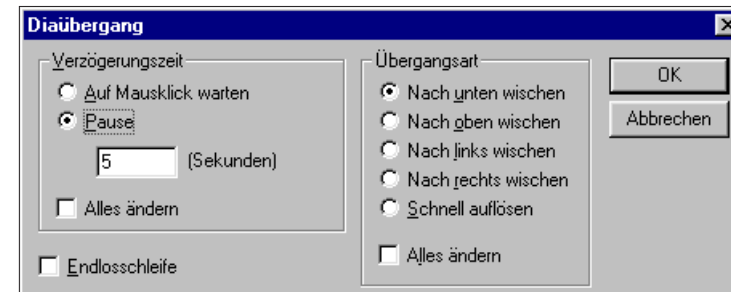 Diaübergang
Verzögerungszeit
Auf Mausklick warten
Pause
5 (Sekunden)
Alles ändern
Endlosschleife
Übergangsart
Nach unten wischen
Nach oben wischen
Nach links wischen
Nach rechts wischen
Schnell auflösen
Alles ändern
OK
Abbrechen